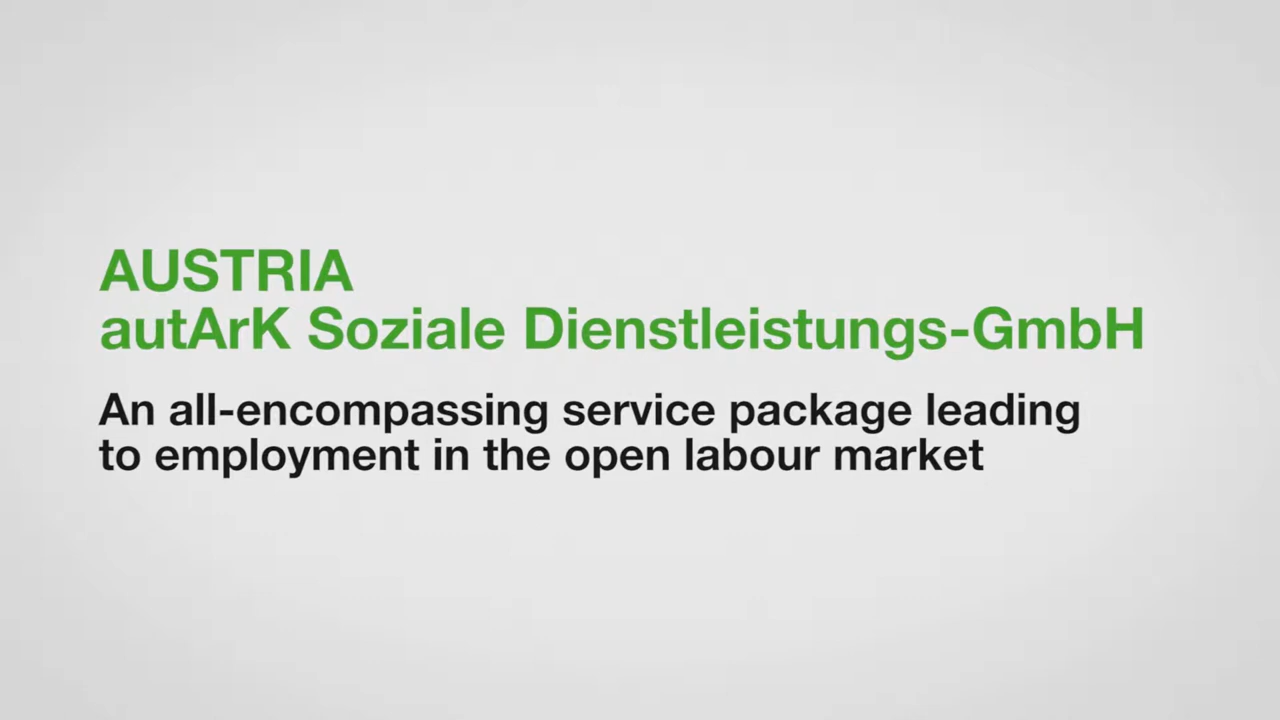 AUSTRIA
autArK Soziale Dienstleistungs-GmbH
An all-encompassing service package leading
to employment in the open labour market